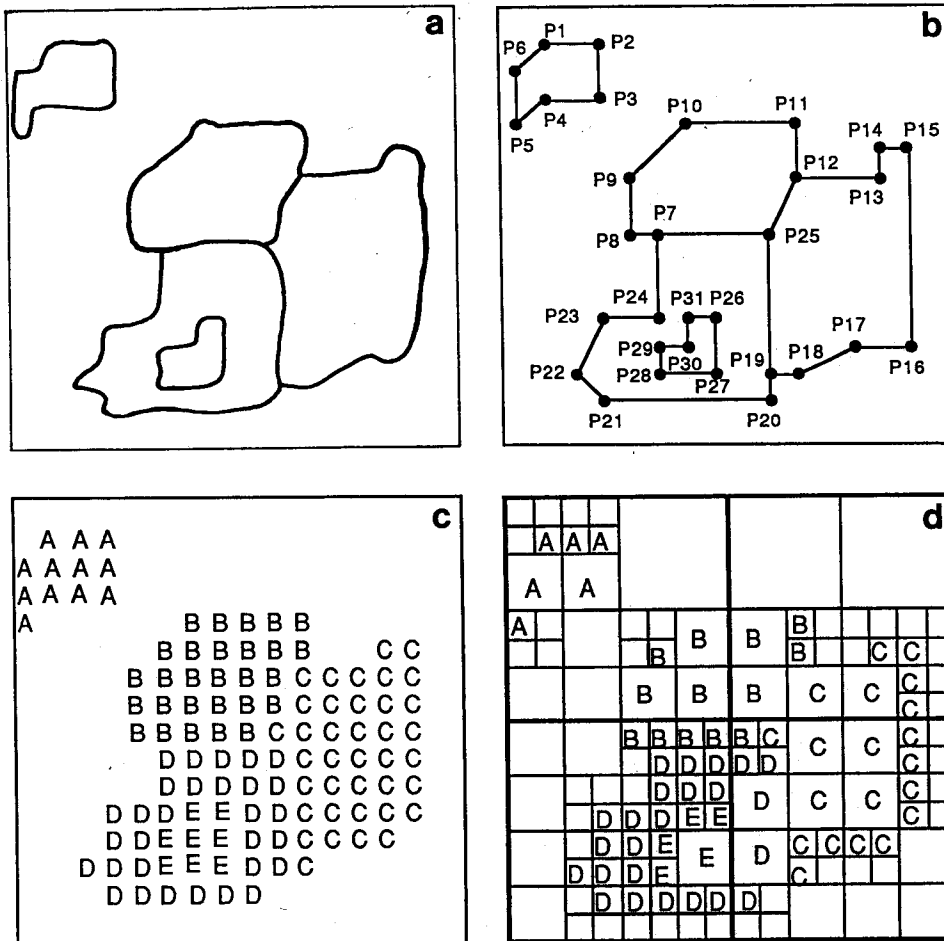 a
b
P1
P2
P6
P3
P4
P5
P10
P11
P14
P15
P12
P9
P13
P7
P8
P25
P24
P31
P26
P23
P17
P29
P30
P19
P18
P22
P28
P27
P16
P21
P20
c
A A A
A A A A
A A A A
A
B B B B B
B B B B B B C C
B B B B B B C C C C C
B B B B B B C C C C C
B B B B B C C C C C C
D D D D D C C C C C
D D D D D C C C C C
D D D E E D D C C C C C
D D E E E D D C C C C
D D D E E E D D C
D D D D D D
d
A A A
A A
A B
B B
B B C C
C
B B B C C
C
B B B B B C C
C C
D D D D D C
D D D C
D C C
D D D E E C
D D E C C C C
E D
D D D E C
D D D D D D